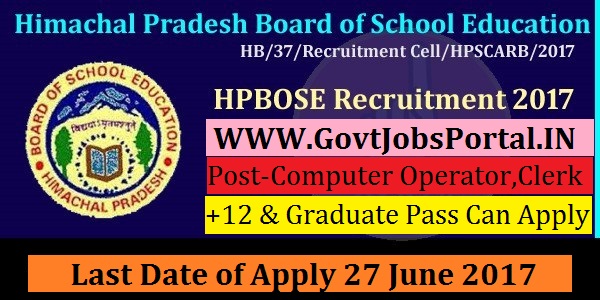 Himachal Pradesh Board of School Education
HB/37/Recruitment Cell/HPSCARB/2017
BOARD OF SCHOOL EDUCATION
HIMACHAL PRADESH
HPBOSE Recruitment 2017
WWW.GovtJobsPortal.IN
Post-Computer Operator,Clerk
+12 & Graduate Pass Can Apply
Last Date of Apply 27 June 2017